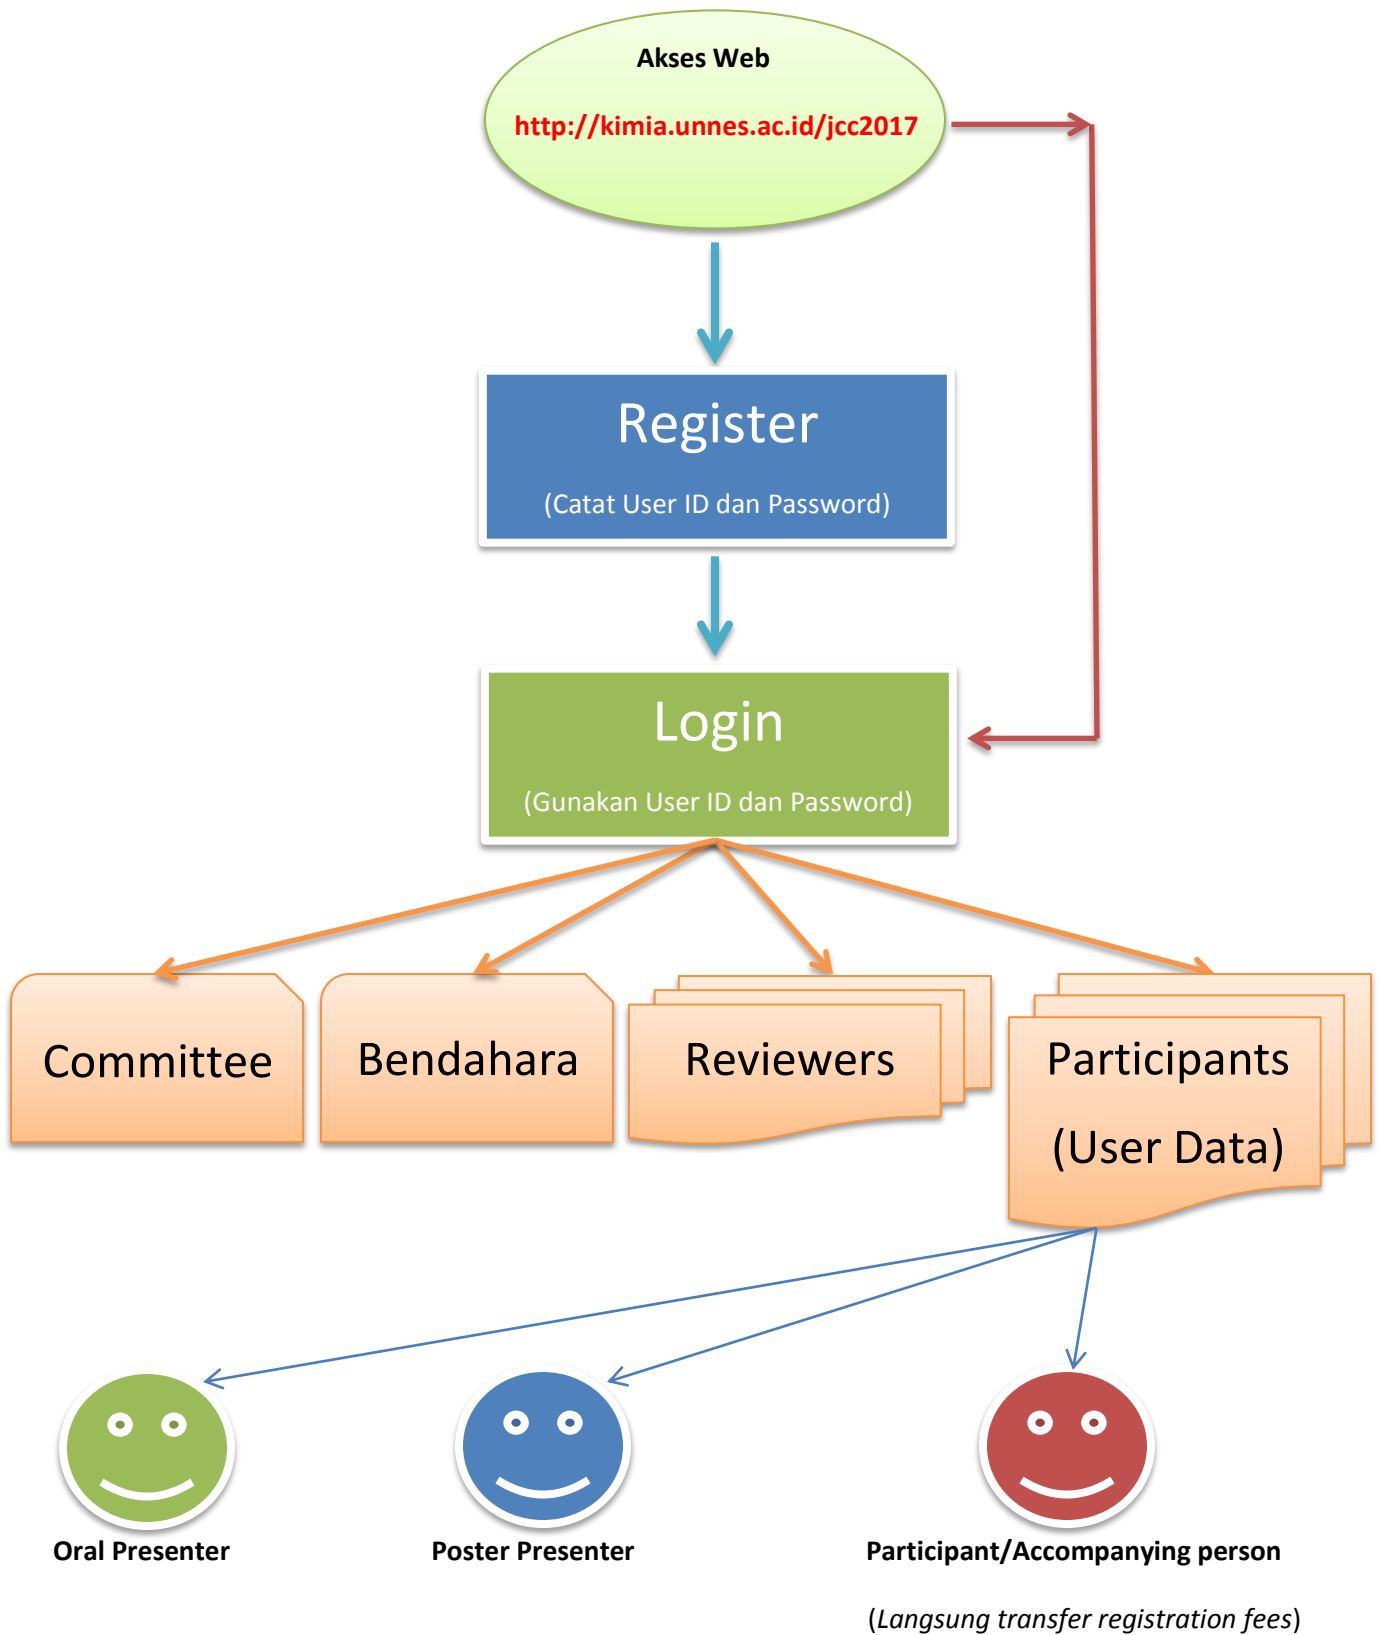 Akses Web
http://kimia.unnes.ac.id/jcc2017
Register
(Catat User ID dan Password)
Login
(Gunakan User ID dan Password)
Committee
Bendahara
Reviewers
Participants
(User Data)
Oral Presenter
Poster Presenter
Participant/Accompanying person
(Langsung transfer registration fees)